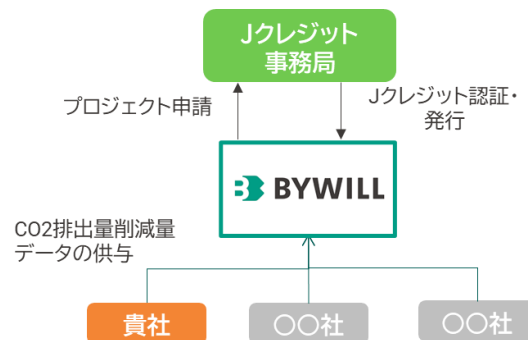 Jクレジット
事務局
プロジェクト申請
Jクレジット認証・
発行
BYWILL
CO2排出量削減量
データの供与
貴社
〇〇社
〇〇社